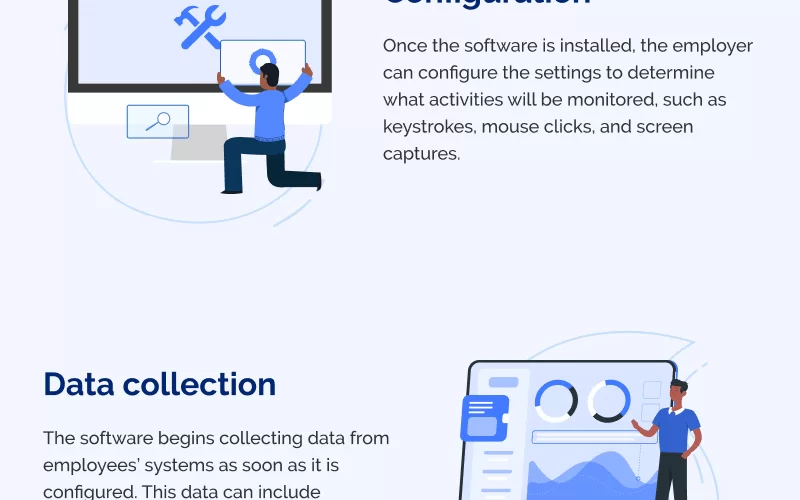 Configuration
Once the software is installed, the employer
can configure the settings to determine
what activities will be monitored, such as
keystrokes, mouse clicks, and screen
captures.
Data collection
The software begins collecting data from
employees’ systems as soon as it is
configured. This data can include